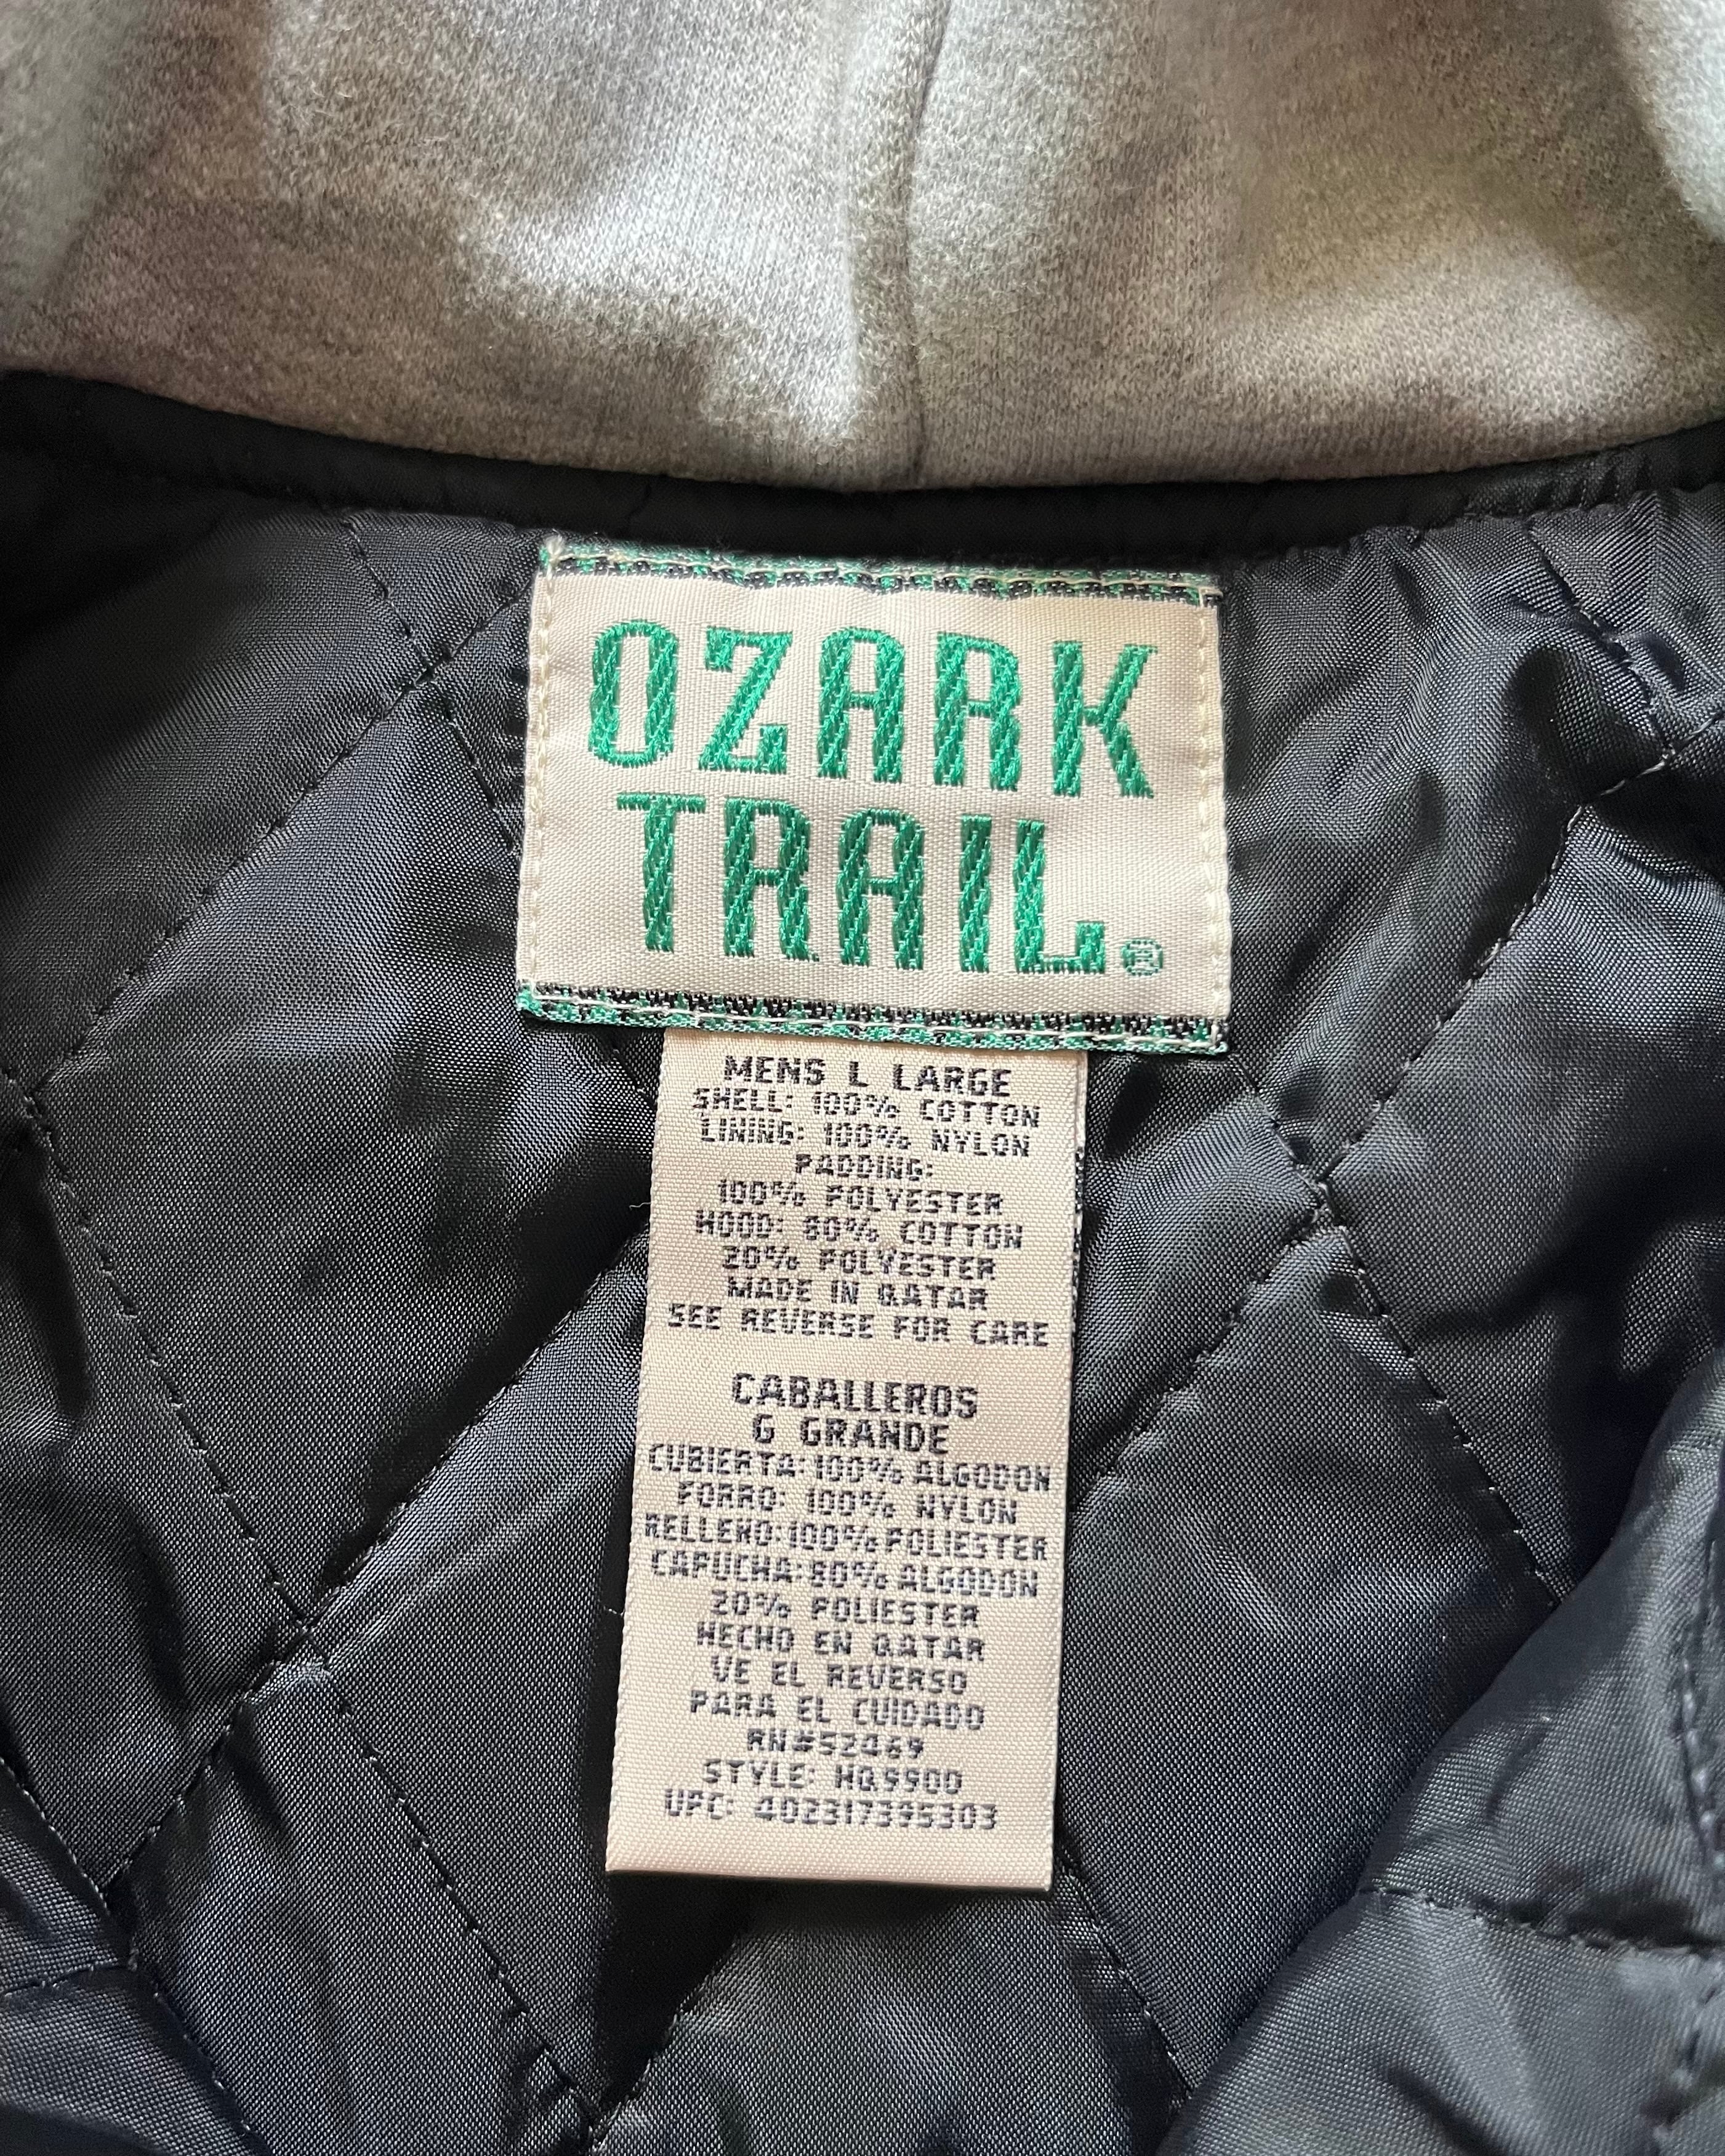 OZARK
TRAIL®
MENS L LARGE
SHELL: 100% COTTON
LINING: 100% NYLON
PADDING:
100% POLYESTER
HOOD: 80% COTTON
20% POLYESTER
MADE IN QATAR
SEE REVERSE FOR CARE
CABALLEROS
G GRANDE
CUBIERTA:100% ALGODON
FORRO: 100% NYLON
RELLENO:100% POLIESTER
CAPUCHA:80% ALGODON
20% POLIESTER
HECHO EN QATAR
VE EL REVERSO
PARA EL CUIDADO
RN#52469
STYLE: HQ9900
UPC: 402317395303